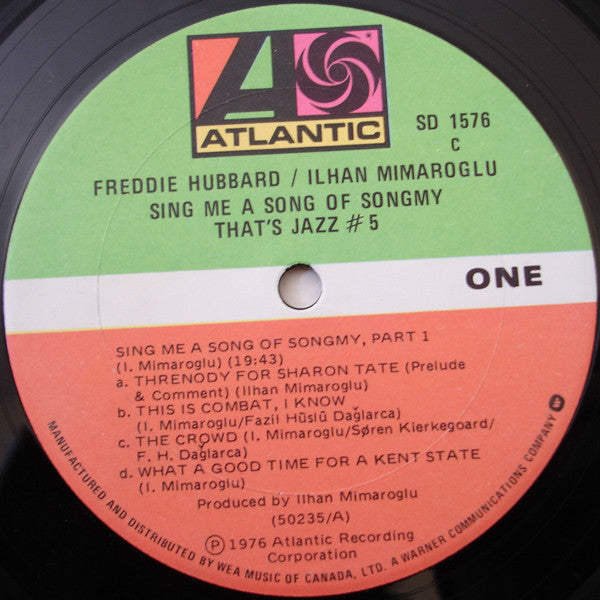 ATLANTIC
SD 1576
C
FREDDIE HUBBARD / ILHAN MIMAROGLU
SING ME A SONG OF SONGMY
THAT'S JAZZ #5
ONE
SING ME A SONG OF SONGMY, PART 1
(I. Mimaroglu) (19:43)
a. THRENODY FOR SHARON TATE (Prelude
& Comment) (Ilhan Mimaroglu)
b. THIS IS COMBAT, I KNOW
(I. Mimaroglu/Fazil Hüslü Dağlarca)
c. THE CROWD (I. Mimaroglu/Søren Kierkegoard/
F. H. Dağlarca)
d. WHAT A GOOD TIME FOR A KENT STATE
(I. Mimaroglu)
Produced by Ilhan Mimaroglu
(50235/A)
Ⓟ 1976 Atlantic Recording
Corporation
MANUFACTURED AND DISTRIBUTED BY WEA MUSIC OF CANADA, LTD. A WARNER COMMUNICATIONS COMPANY